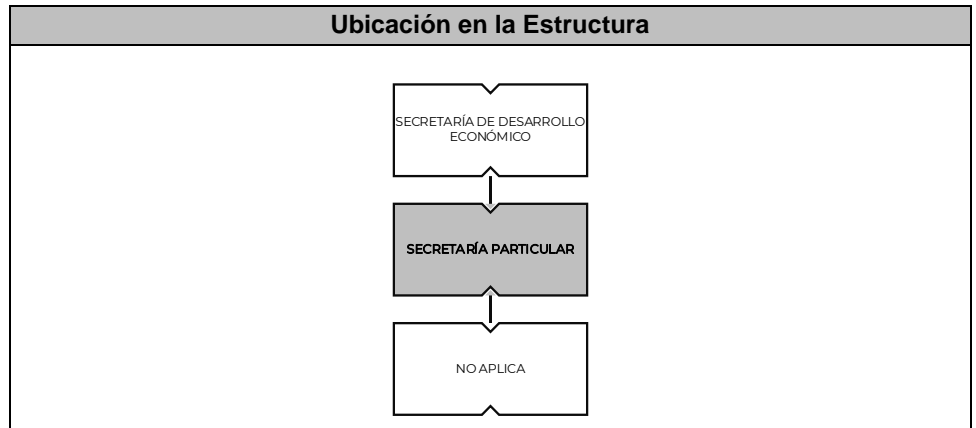 Ubicación en la Estructura
SECRETARÍA DE DESARROLLO
ECONÓMICO
SECRETARÍA PARTICULAR
NO APLICA